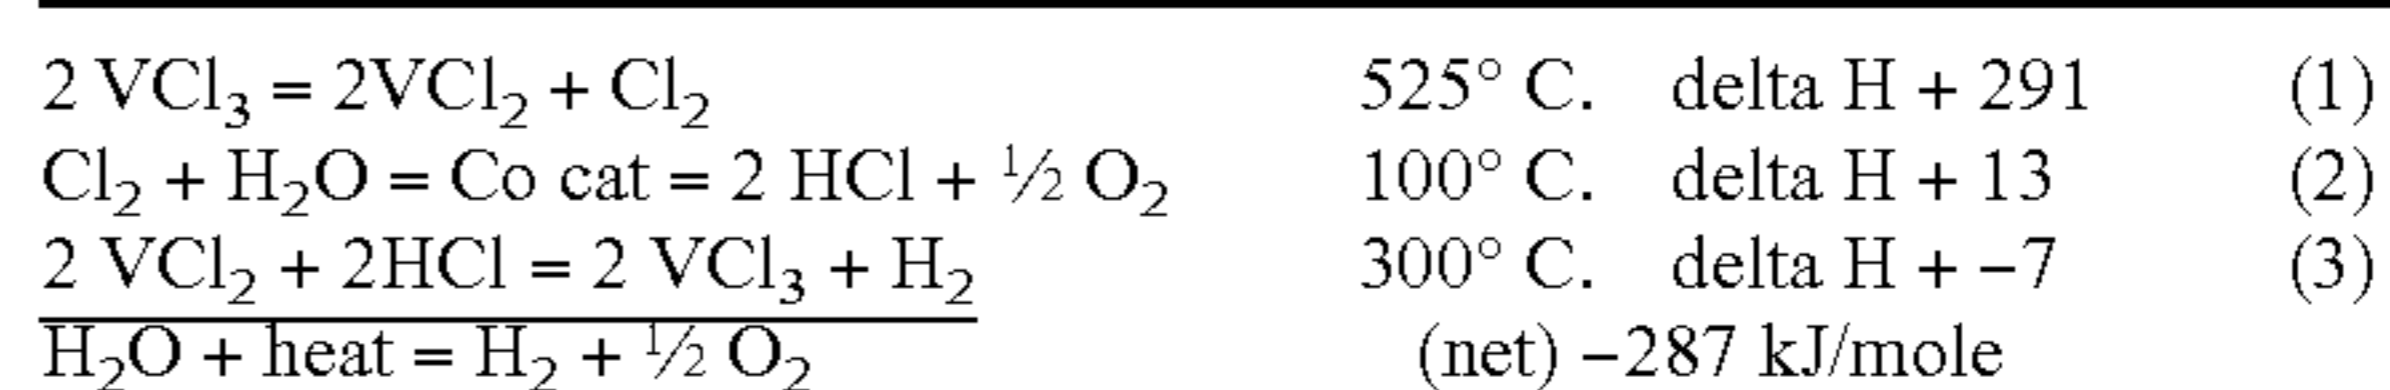 2 VCl₃ = 2VCl₂ + Cl₂ 525° C. delta H + 291 (1)
Cl₂ + H₂O = Co cat = 2 HCl + ½ O₂ 100° C. delta H + 13 (2)
2 VCl₂ + 2HCl = 2 VCl₃ + H₂ 300° C. delta H + −7 (3)
H₂O + heat = H₂ + ½ O₂ (net) −287 kJ/mole